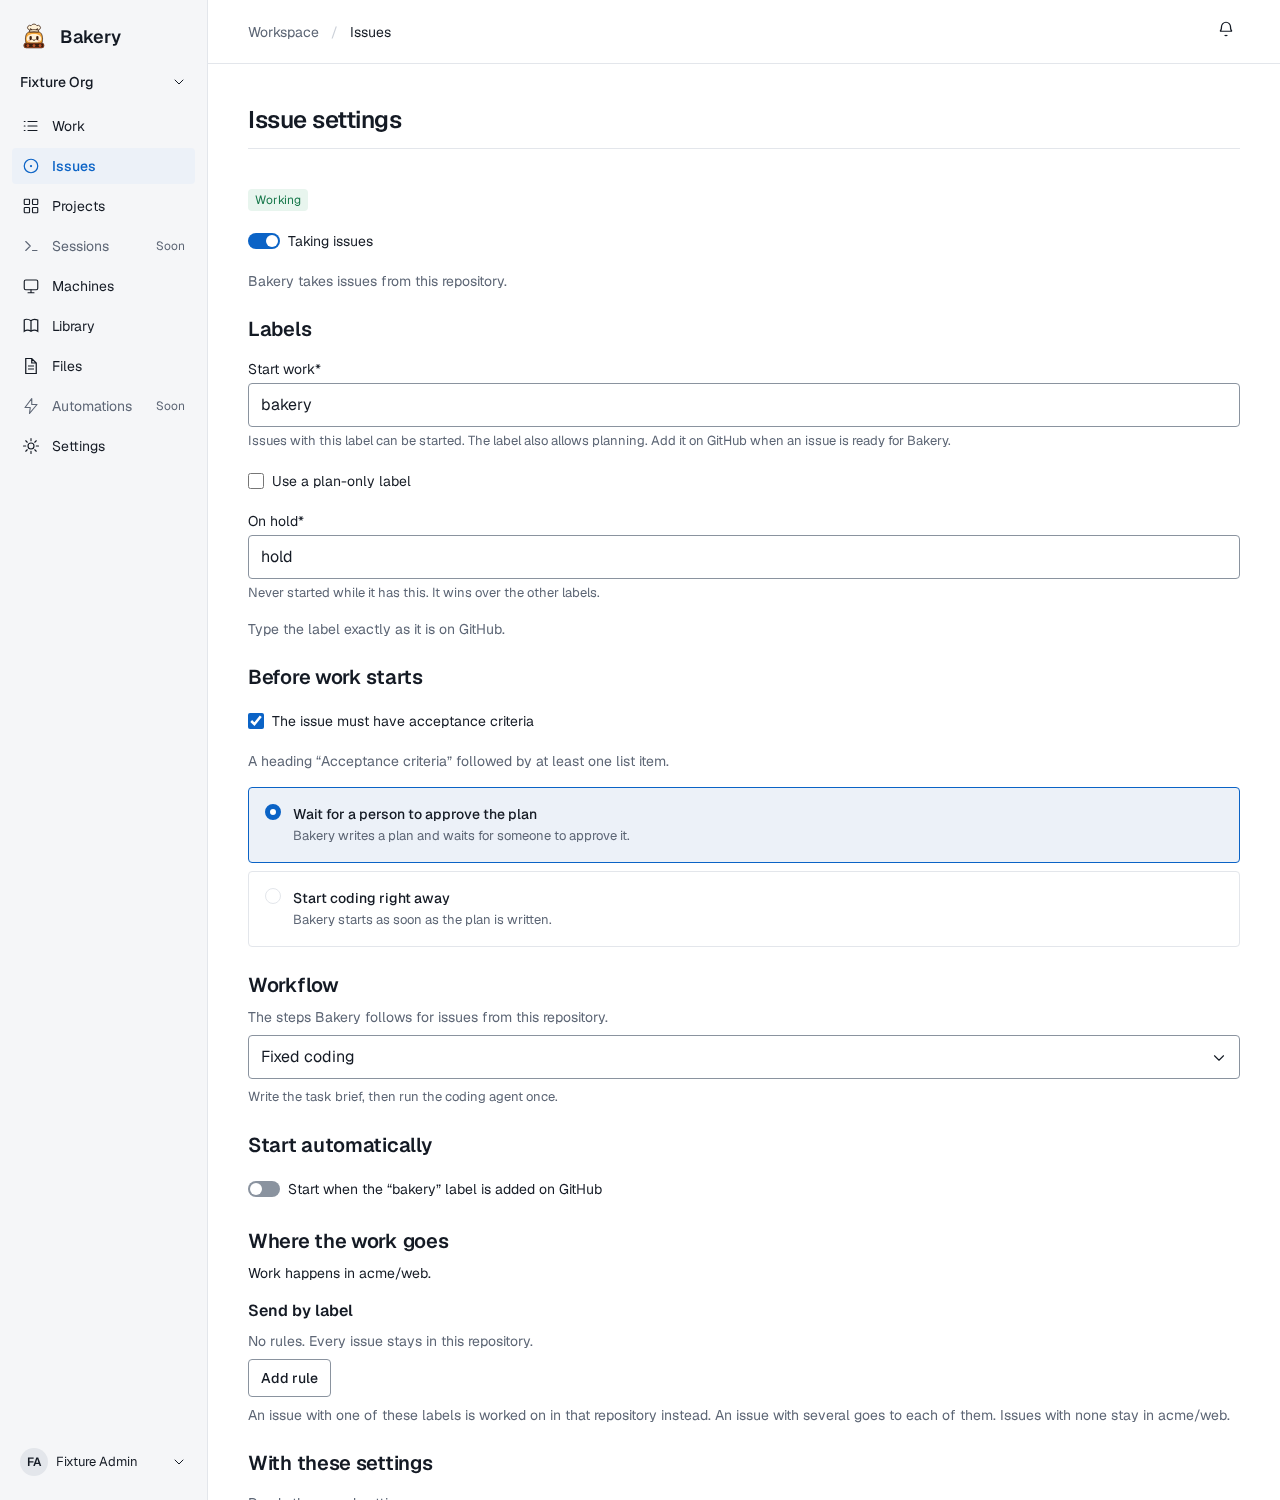 Bakery
Fixture Org
Work
Issues
Projects
Sessions Soon
Machines
Library
Files
Automations Soon
Settings
FA Fixture Admin
Workspace / Issues
Issue settings
Working
Taking issues
Bakery takes issues from this repository.
Labels
Start work*
bakery
Issues with this label can be started. The label also allows planning. Add it on GitHub when an issue is ready for Bakery.
Use a plan-only label
On hold*
hold
Never started while it has this. It wins over the other labels.
Type the label exactly as it is on GitHub.
Before work starts
The issue must have acceptance criteria
A heading “Acceptance criteria” followed by at least one list item.
Wait for a person to approve the plan
Bakery writes a plan and waits for someone to approve it.
Start coding right away
Bakery starts as soon as the plan is written.
Workflow
The steps Bakery follows for issues from this repository.
Fixed coding
Write the task brief, then run the coding agent once.
Start automatically
Start when the “bakery” label is added on GitHub
Where the work goes
Work happens in acme/web.
Send by label
No rules. Every issue stays in this repository.
Add rule
An issue with one of these labels is worked on in that repository instead. An issue with several goes to each of them. Issues with none stay in acme/web.
With these settings